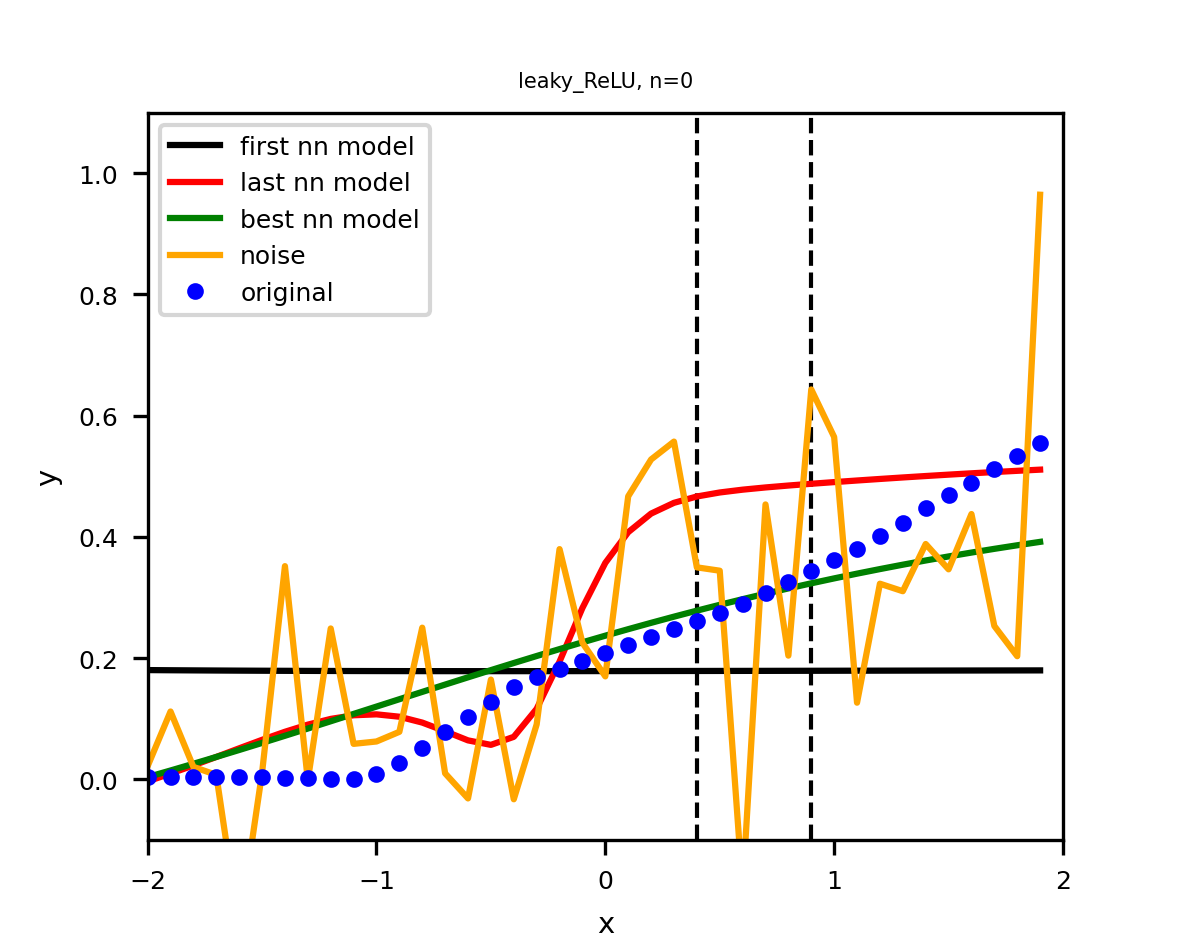 leaky_ReLU, n=0
first nn model
last nn model
best nn model
noise
original
y
1.0
0.8
0.6
0.4
0.2
0.0
−2 −1 0 1 2
x